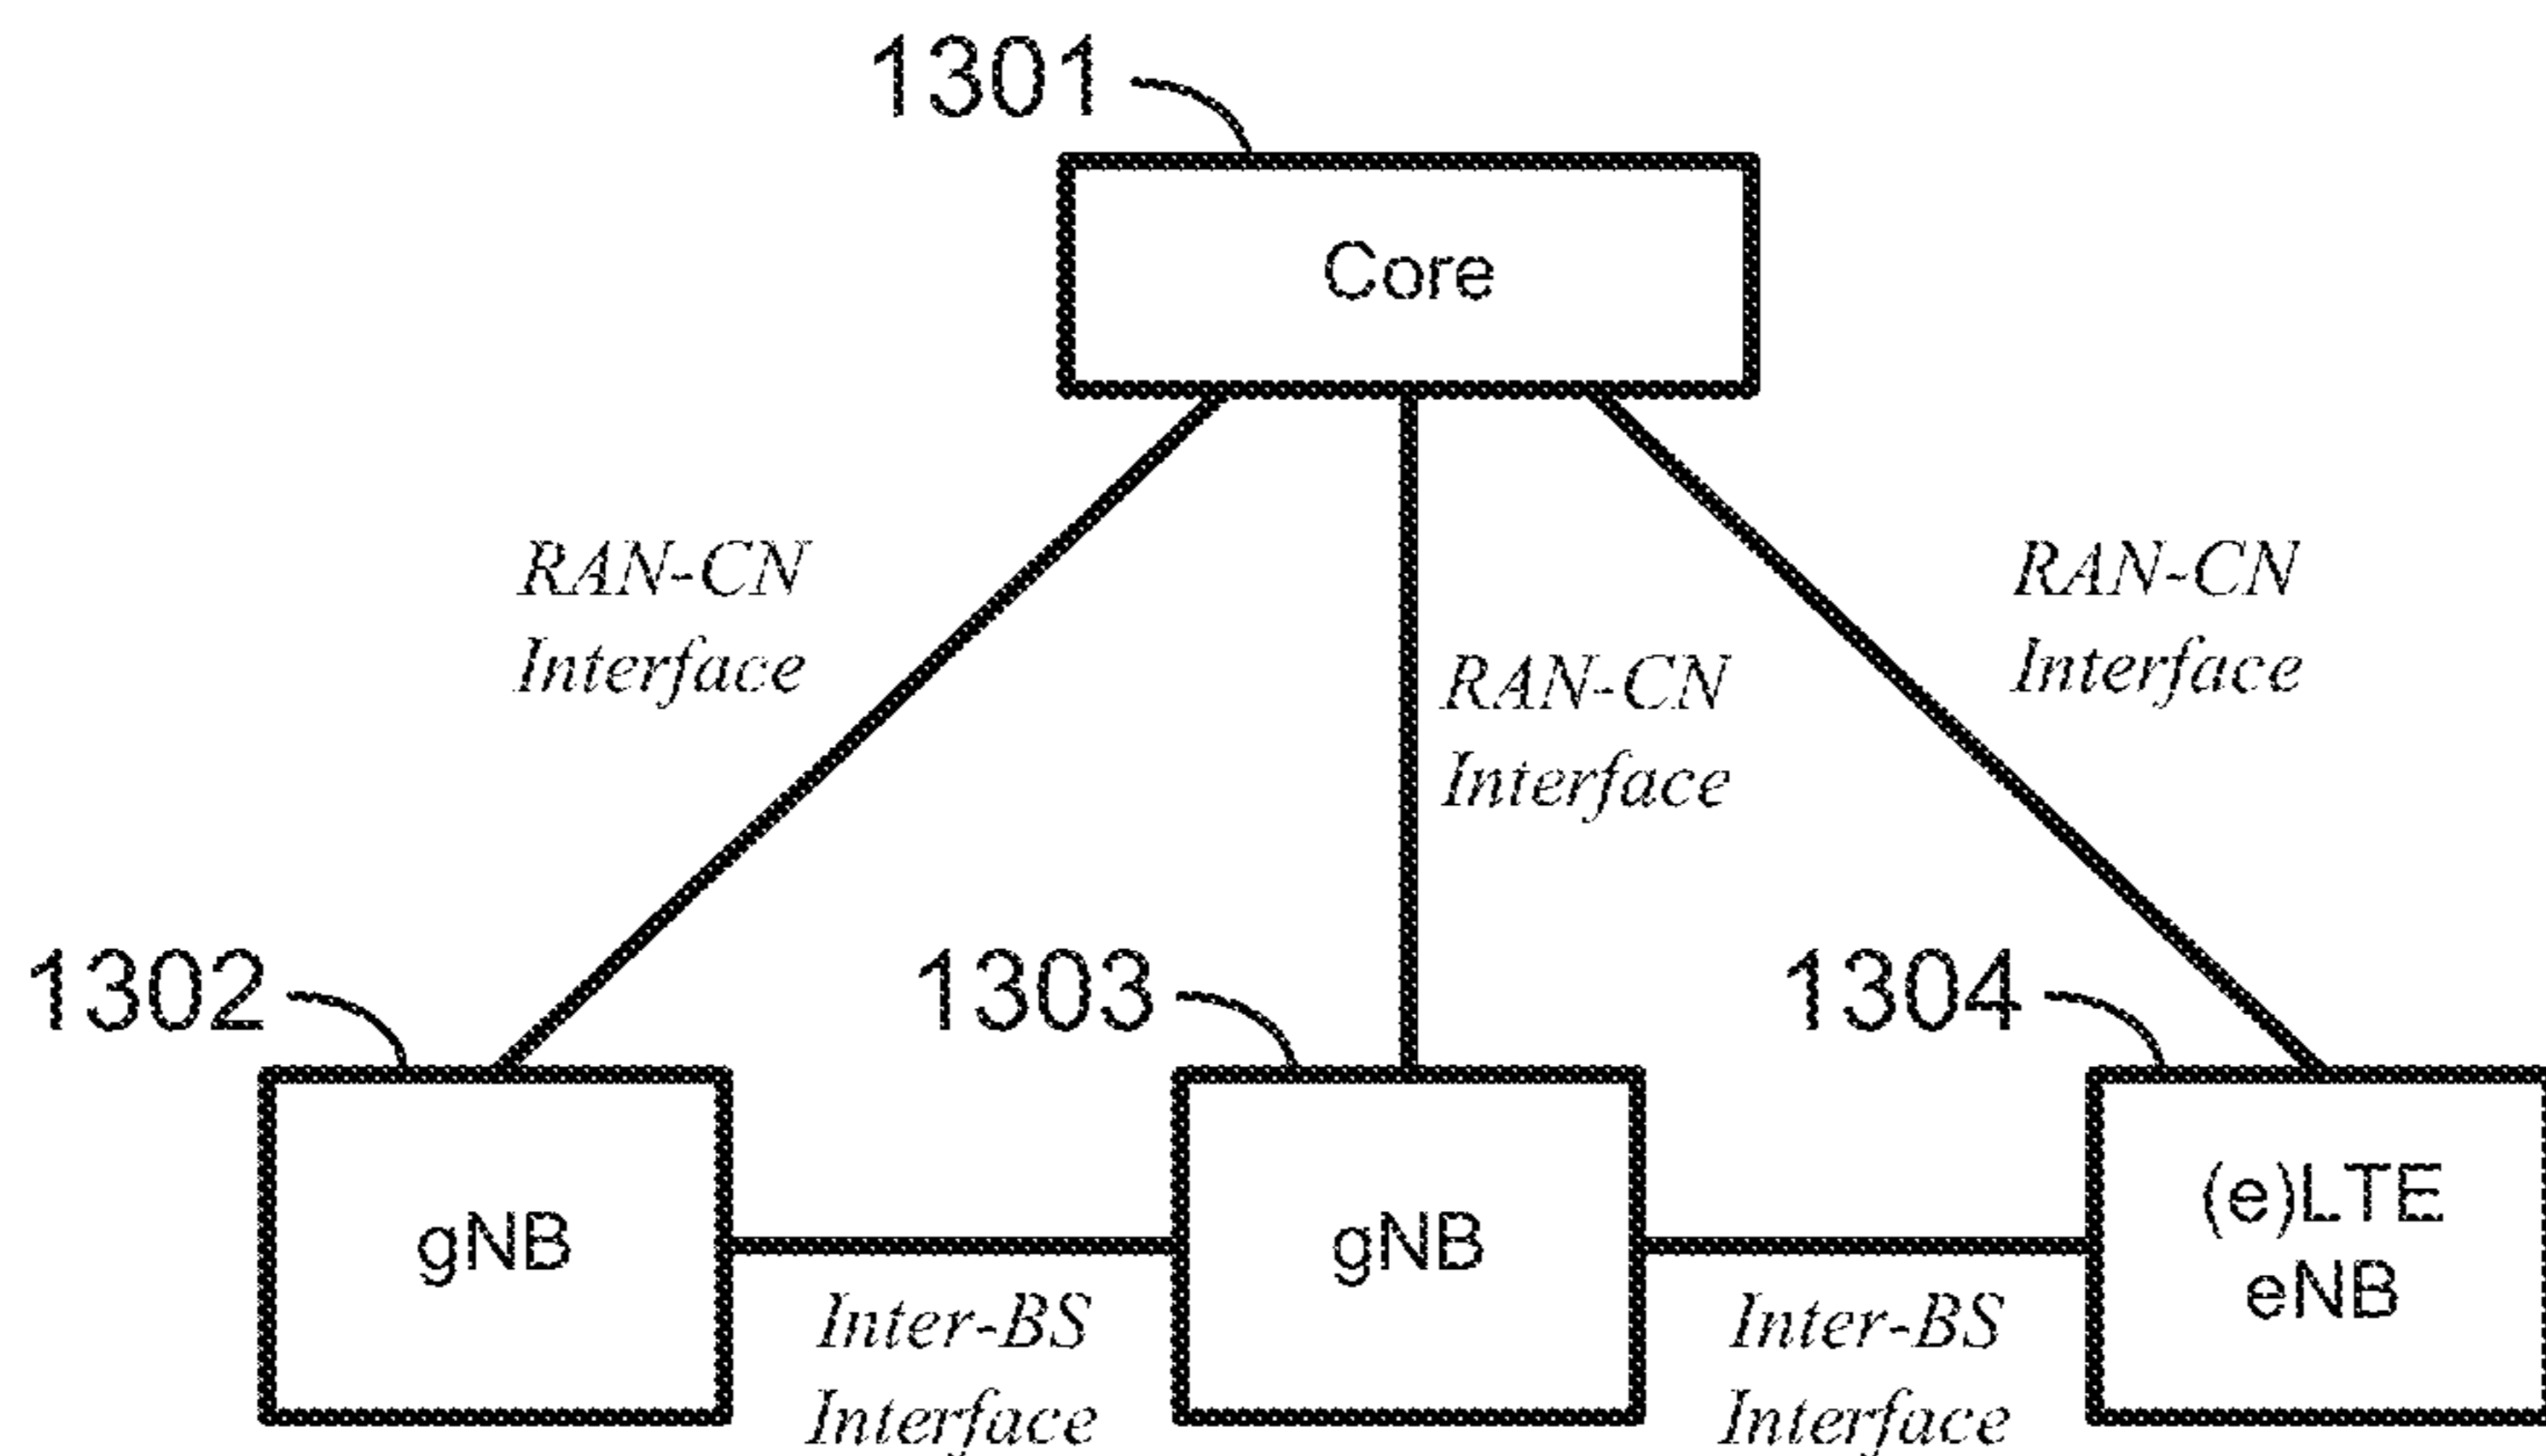 1301
Core
RAN-CN
Interface
RAN-CN
Interface
RAN-CN
Interface
1302
1303
1304
gNB
gNB
(e)LTE
eNB
Inter-BS
Interface
Inter-BS
Interface